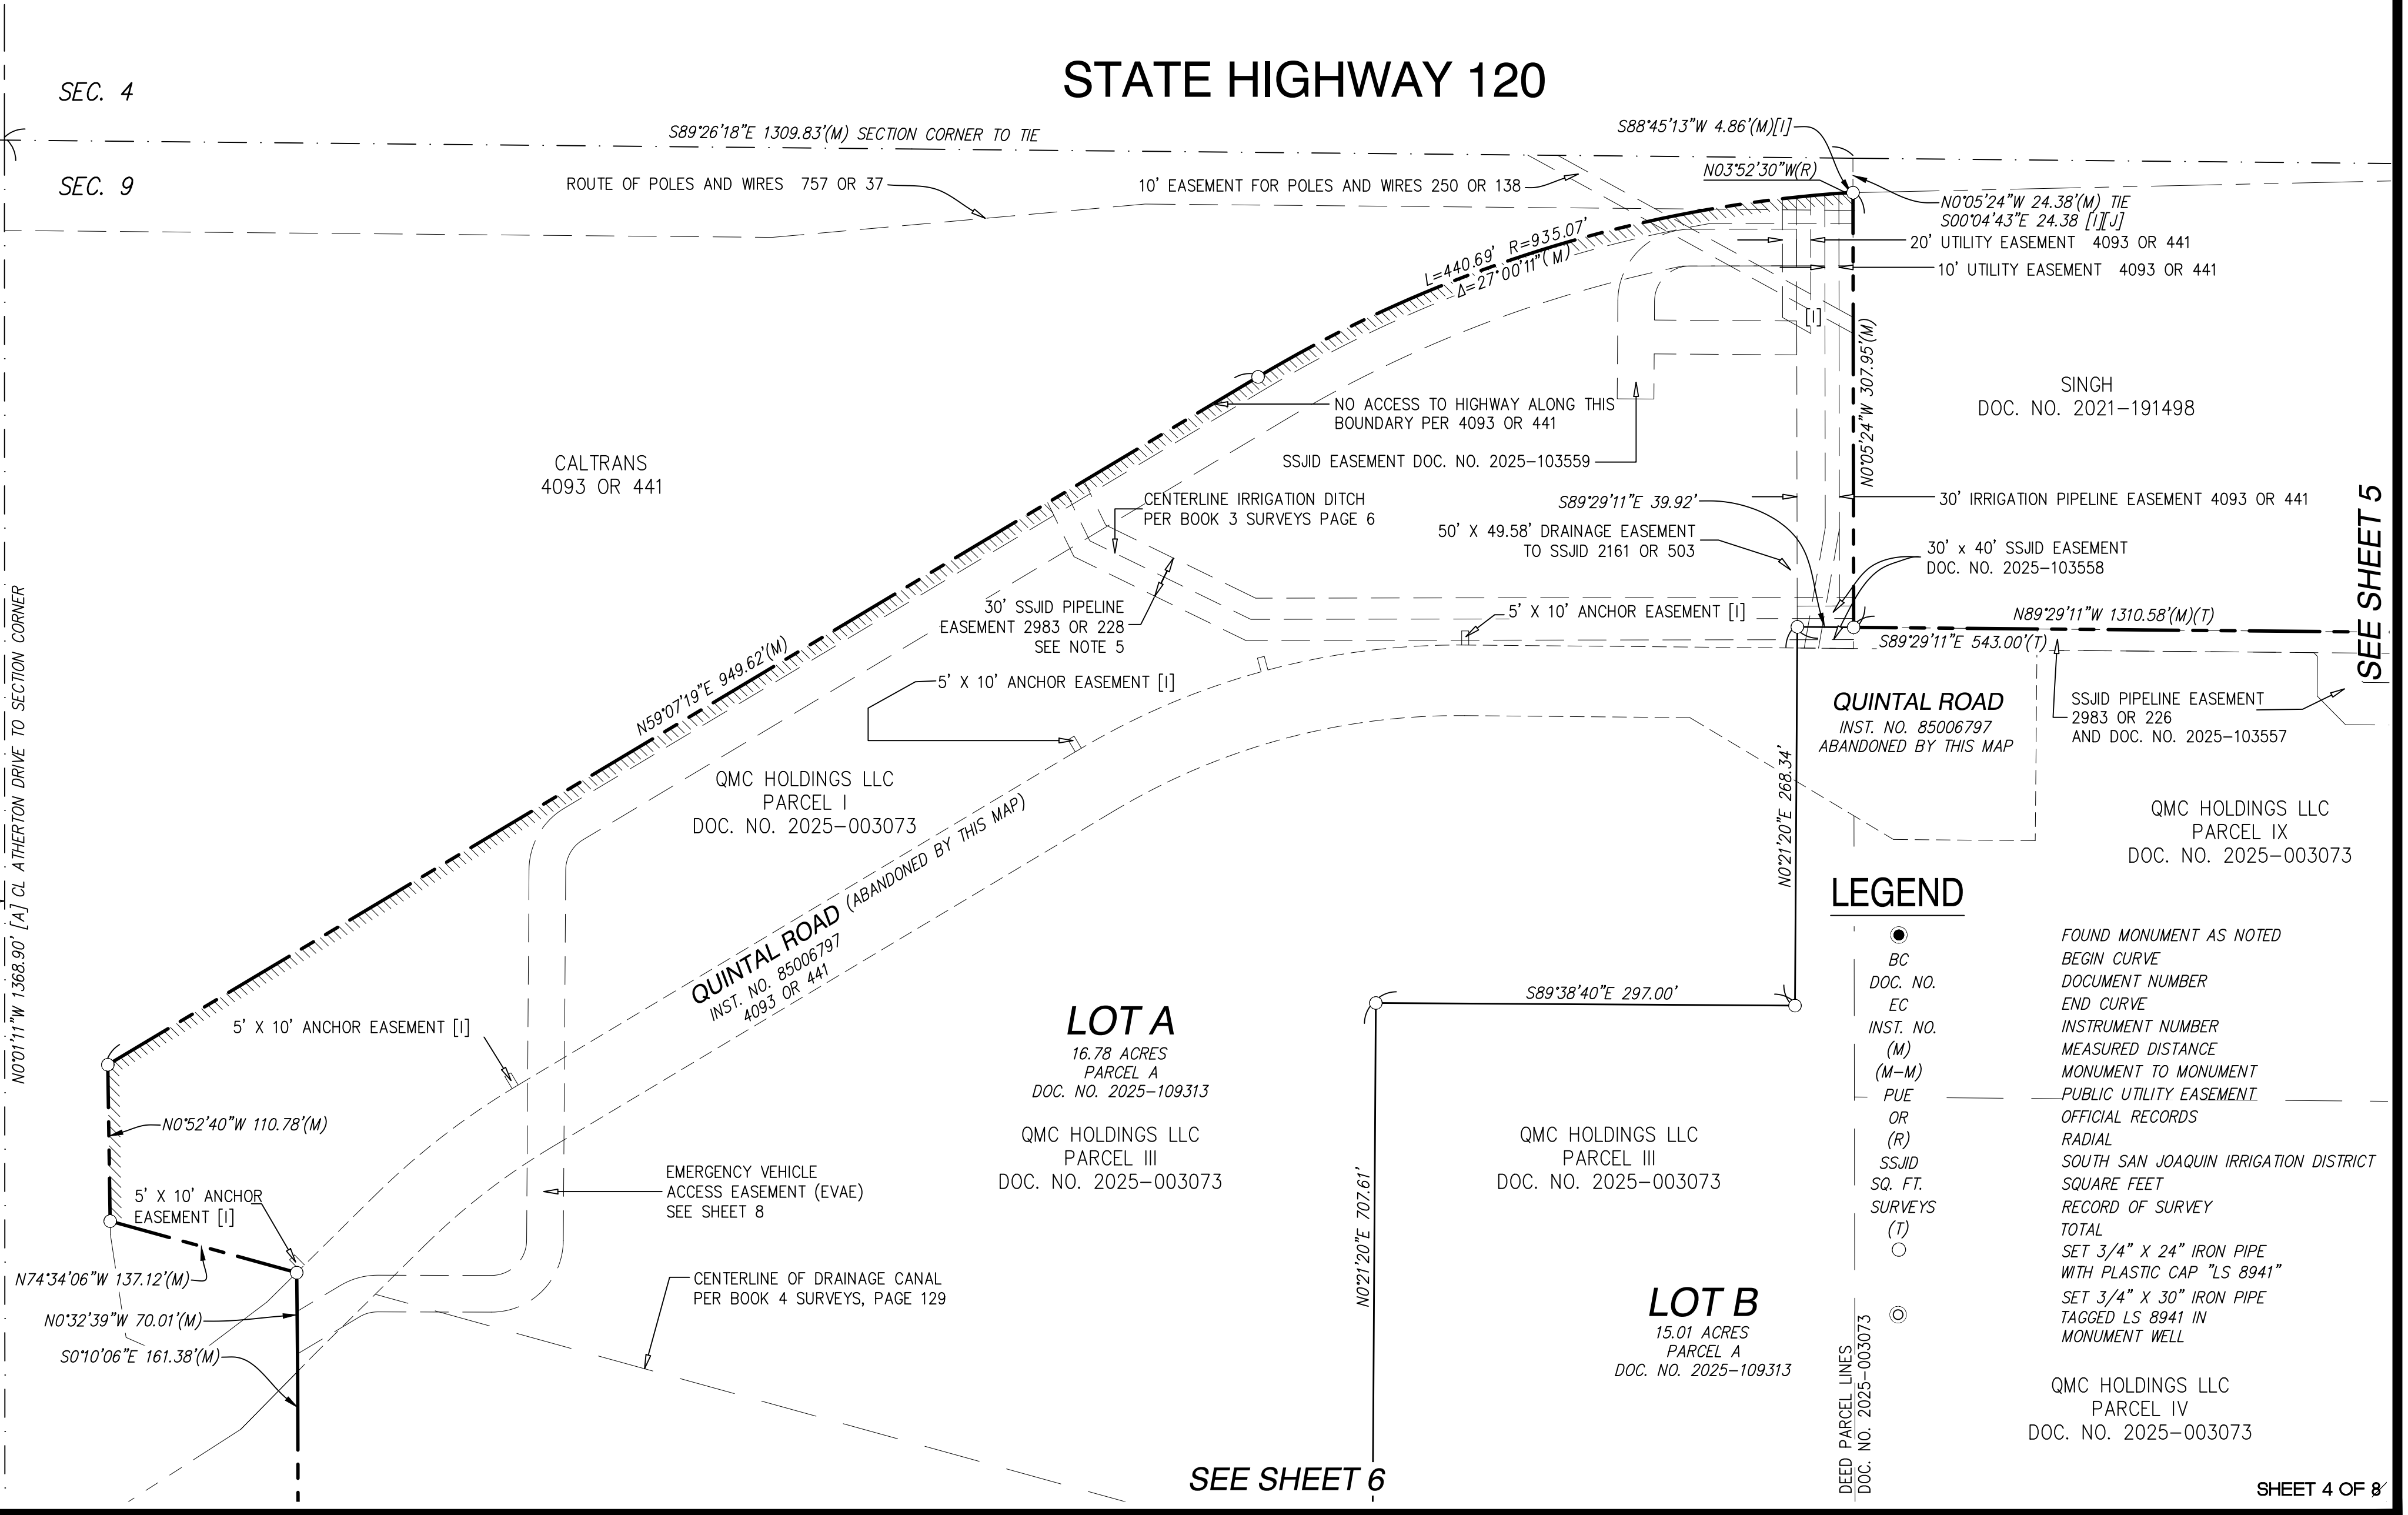 STATE HIGHWAY 120
SEC. 4
S89°26'18"E 1309.83'(M) SECTION CORNER TO TIE
S88°45'13"W 4.86'(M)[I]
SEC. 9
ROUTE OF POLES AND WIRES 757 OR 37
10' EASEMENT FOR POLES AND WIRES 250 OR 138
N03°52'30"W(R)
N0°05'24"W 24.38'(M) TIE
S00°04'43"E 24.38 [I][J]
20' UTILITY EASEMENT 4093 OR 441
10' UTILITY EASEMENT 4093 OR 441
L=440.69' R=935.07'
Δ=27°00'11"(M)
[I]
N0°05'24"W 307.95'(M)
SINGH
DOC. NO. 2021-191498
NO ACCESS TO HIGHWAY ALONG THIS
BOUNDARY PER 4093 OR 441
SSJID EASEMENT DOC. NO. 2025-103559
CALTRANS
4093 OR 441
CENTERLINE IRRIGATION DITCH
PER BOOK 3 SURVEYS PAGE 6
S89°29'11"E 39.92'
30' IRRIGATION PIPELINE EASEMENT 4093 OR 441
50' X 49.58' DRAINAGE EASEMENT
TO SSJID 2161 OR 503
30' x 40' SSJID EASEMENT
DOC. NO. 2025-103558
SEE SHEET 5
30' SSJID PIPELINE
EASEMENT 2983 OR 228
SEE NOTE 5
5' X 10' ANCHOR EASEMENT [I]
N89°29'11"W 1310.58'(M)(T)
S89°29'11"E 543.00'(T)
N59°07'19"E 949.62'(M)
5' X 10' ANCHOR EASEMENT [I]
QUINTAL ROAD
INST. NO. 85006797
ABANDONED BY THIS MAP
SSJID PIPELINE EASEMENT
2983 OR 226
AND DOC. NO. 2025-103557
N0°01'11"W 1368.90' [A] CL ATHERTON DRIVE TO SECTION CORNER
QMC HOLDINGS LLC
PARCEL I
DOC. NO. 2025-003073
N0°21'20"E 268.34'
QMC HOLDINGS LLC
PARCEL IX
DOC. NO. 2025-003073
QUINTAL ROAD (ABANDONED BY THIS MAP)
INST. NO. 85006797
4093 OR 441
S89°38'40"E 297.00'
5' X 10' ANCHOR EASEMENT [I]
LOT A
16.78 ACRES
PARCEL A
DOC. NO. 2025-109313
QMC HOLDINGS LLC
PARCEL III
DOC. NO. 2025-003073
QMC HOLDINGS LLC
PARCEL III
DOC. NO. 2025-003073
N0°52'40"W 110.78'(M)
5' X 10' ANCHOR
EASEMENT [I]
EMERGENCY VEHICLE
ACCESS EASEMENT (EVAE)
SEE SHEET 8
N0°21'20"E 707.61'
N74°34'06"W 137.12'(M)
CENTERLINE OF DRAINAGE CANAL
PER BOOK 4 SURVEYS, PAGE 129
N0°32'39"W 70.01'(M)
S0°10'06"E 161.38'(M)
LOT B
15.01 ACRES
PARCEL A
DOC. NO. 2025-109313
SEE SHEET 6
DEED PARCEL LINES
DOC. NO. 2025-003073
LEGEND
FOUND MONUMENT AS NOTED
BC BEGIN CURVE
DOC. NO. DOCUMENT NUMBER
EC END CURVE
INST. NO. INSTRUMENT NUMBER
(M) MEASURED DISTANCE
(M-M) MONUMENT TO MONUMENT
PUE PUBLIC UTILITY EASEMENT
OR OFFICIAL RECORDS
(R) RADIAL
SSJID SOUTH SAN JOAQUIN IRRIGATION DISTRICT
SQ. FT. SQUARE FEET
SURVEYS RECORD OF SURVEY
(T) TOTAL
SET 3/4" X 24" IRON PIPE
WITH PLASTIC CAP "LS 8941"
SET 3/4" X 30" IRON PIPE
TAGGED LS 8941 IN
MONUMENT WELL
QMC HOLDINGS LLC
PARCEL IV
DOC. NO. 2025-003073
SHEET 4 OF 8